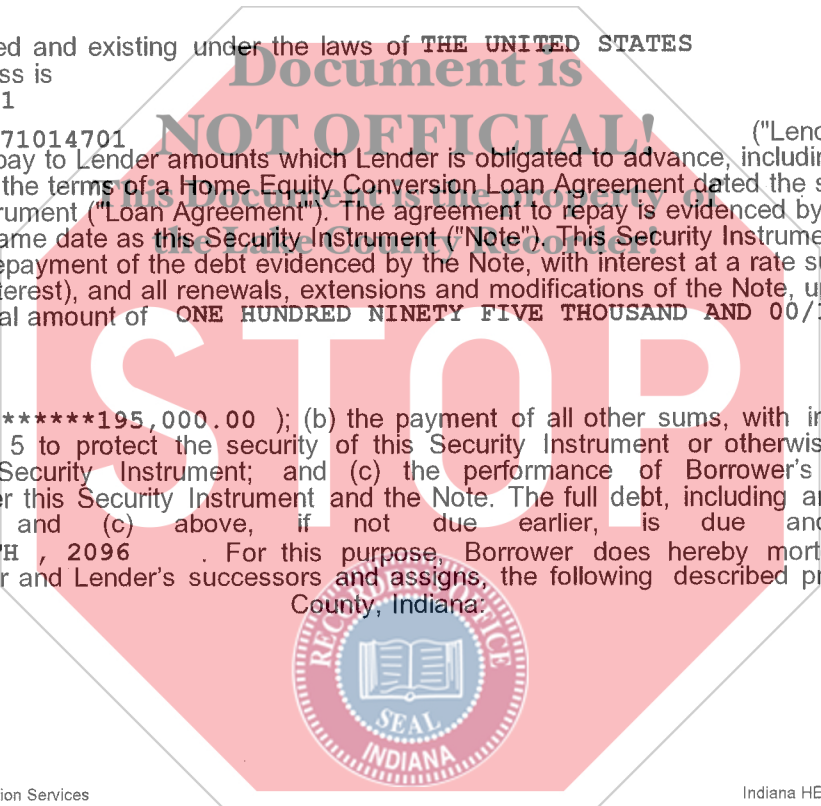 ed and existing under the laws of THE UNITED STATES
ss is
Document is
1
NOT OFFICIAL!
71014701 ("Lend
pay to Lender amounts which Lender is obligated to advance, includin
the terms of a Home Equity Conversion Loan Agreement dated the s
This Document is the property of
rument ("Loan Agreement"). The agreement to repay is evidenced by
ame date as this Security Instrument ("Note"). This Security Instrume
the Lake County Recorder!
epayment of the debt evidenced by the Note, with interest at a rate su
terest), and all renewals, extensions and modifications of the Note, u
al amount of ONE HUNDRED NINETY FIVE THOUSAND AND 00/1
STOP
******195,000.00 ); (b) the payment of all other sums, with in
5 to protect the security of this Security Instrument or otherwis
Security Instrument; and (c) the performance of Borrower's
er this Security Instrument and the Note. The full debt, including a
and (c) above, if not due earlier, is due an
TH , 2096 . For this purpose, Borrower does hereby mort
r and Lender's successors and assigns, the following described pr
County, Indiana:
RECORDER'S OFFICE
SEAL
INDIANA
ion Services Indiana HE